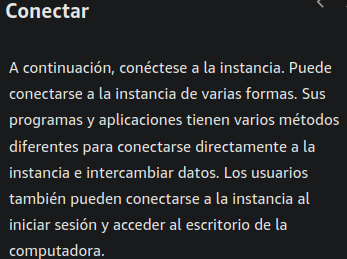 Conectar
A continuación, conéctese a la instancia. Puede
conectarse a la instancia de varias formas. Sus
programas y aplicaciones tienen varios métodos
diferentes para conectarse directamente a la
instancia e intercambiar datos. Los usuarios
también pueden conectarse a la instancia al
iniciar sesión y acceder al escritorio de la
computadora.